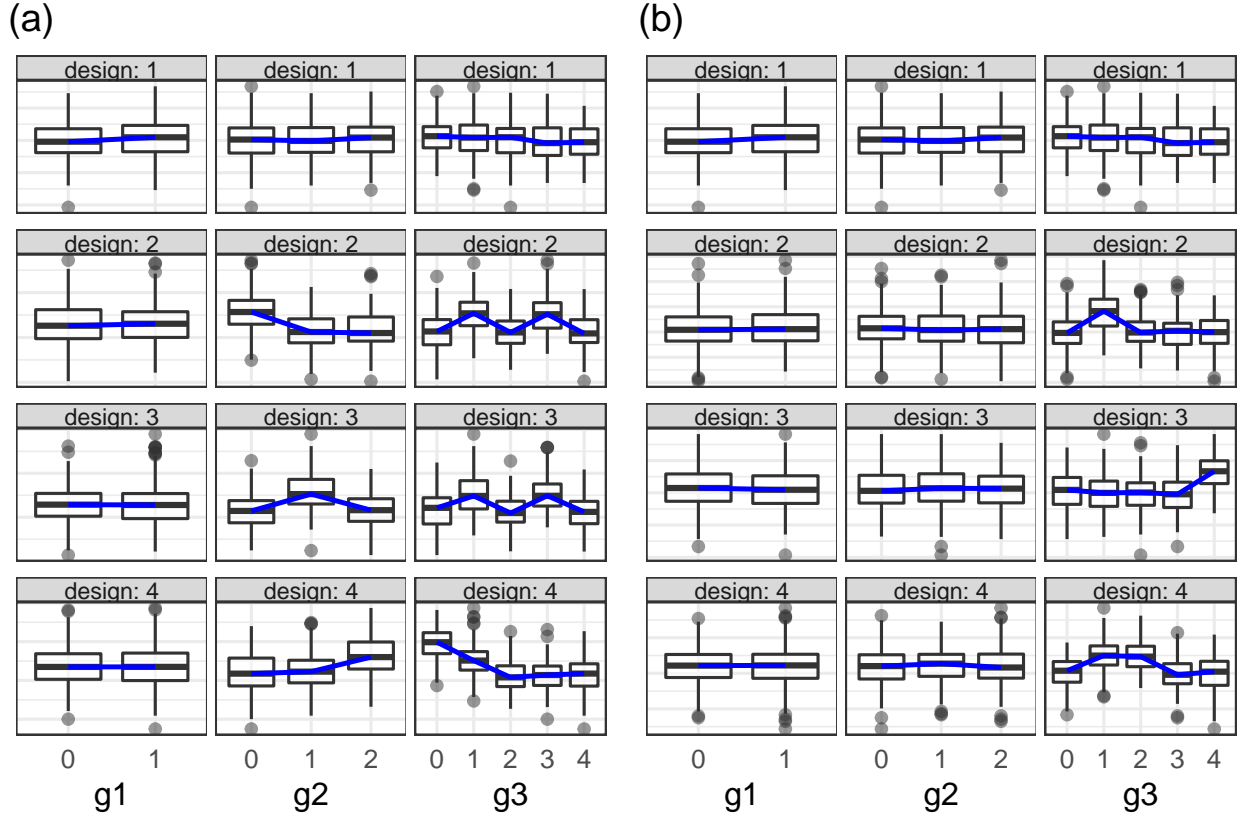 (a) (b)
design: 1 design: 1 design: 1 design: 1 design: 1 design: 1
design: 2 design: 2 design: 2 design: 2 design: 2 design: 2
design: 3 design: 3 design: 3 design: 3 design: 3 design: 3
design: 4 design: 4 design: 4 design: 4 design: 4 design: 4
0 1 0 1 2 0 1 2 3 4 0 1 0 1 2 0 1 2 3 4
g1 g2 g3 g1 g2 g3